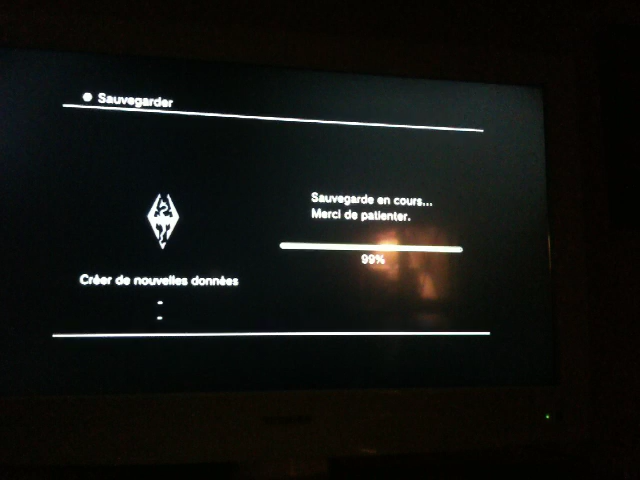 Sauvegarder
Sauvegarde en cours...
Merci de patienter.
99%
Créer de nouvelles données
-
-